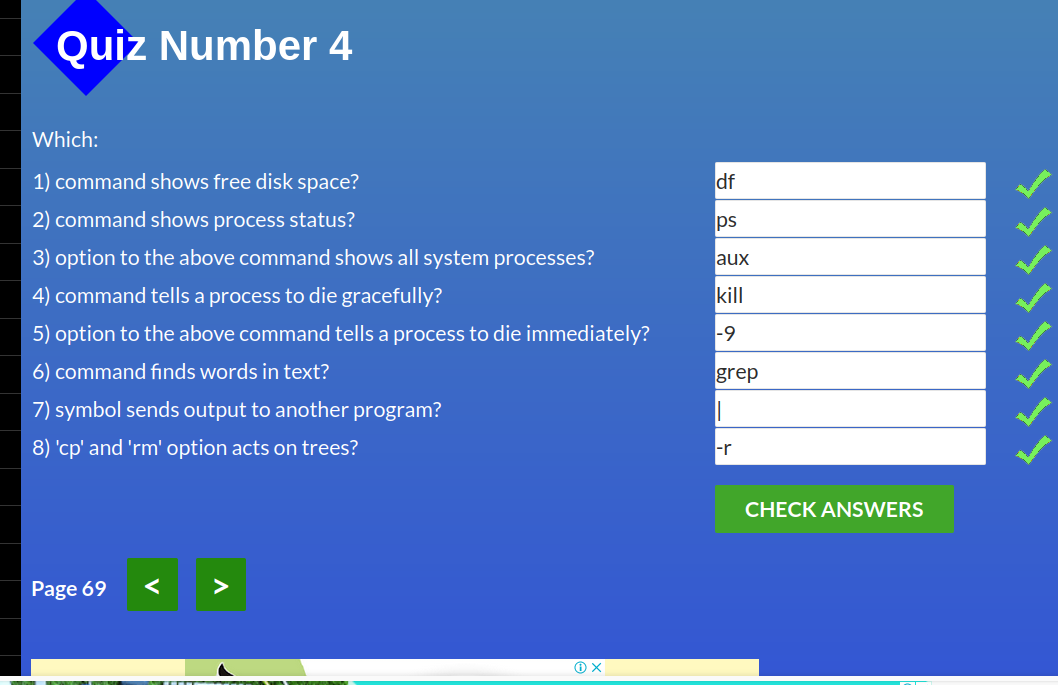 Quiz Number 4
Which:
1) command shows free disk space? df
2) command shows process status? ps
3) option to the above command shows all system processes? aux
4) command tells a process to die gracefully? kill
5) option to the above command tells a process to die immediately? -9
6) command finds words in text? grep
7) symbol sends output to another program? |
8) 'cp' and 'rm' option acts on trees? -r
CHECK ANSWERS
Page 69 < >